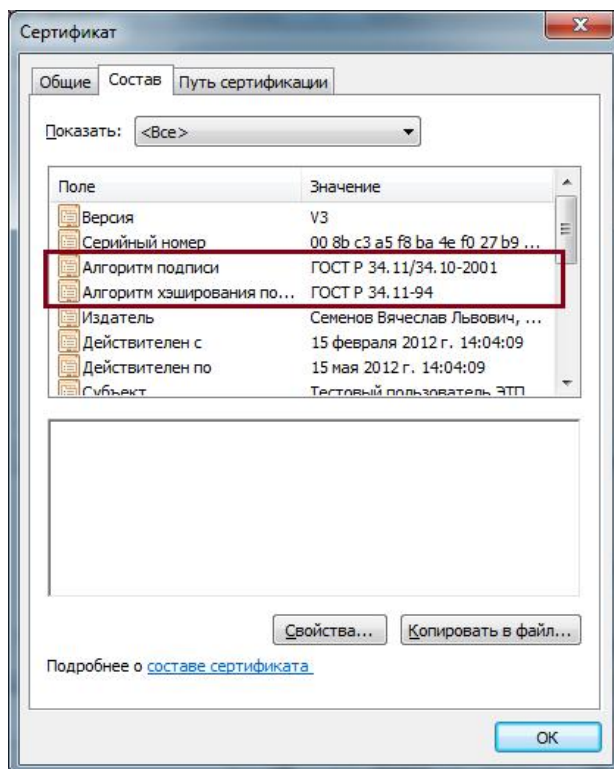 Сертификат
Общие Состав Путь сертификации
Показать: <Все>
Поле Значение
Версия V3
Серийный номер 00 8b c3 a5 f8 ba 4e f0 27 b9 ...
Алгоритм подписи ГОСТ Р 34.11/34.10-2001
Алгоритм хэширования по... ГОСТ Р 34.11-94
Издатель Семенов Вячеслав Львович, ...
Действителен с 15 февраля 2012 г. 14:04:09
Действителен по 15 мая 2012 г. 14:04:09
Субъект Тестовый пользователь ЭТП
Свойства... Копировать в файл...
Подробнее о составе сертификата
ОК